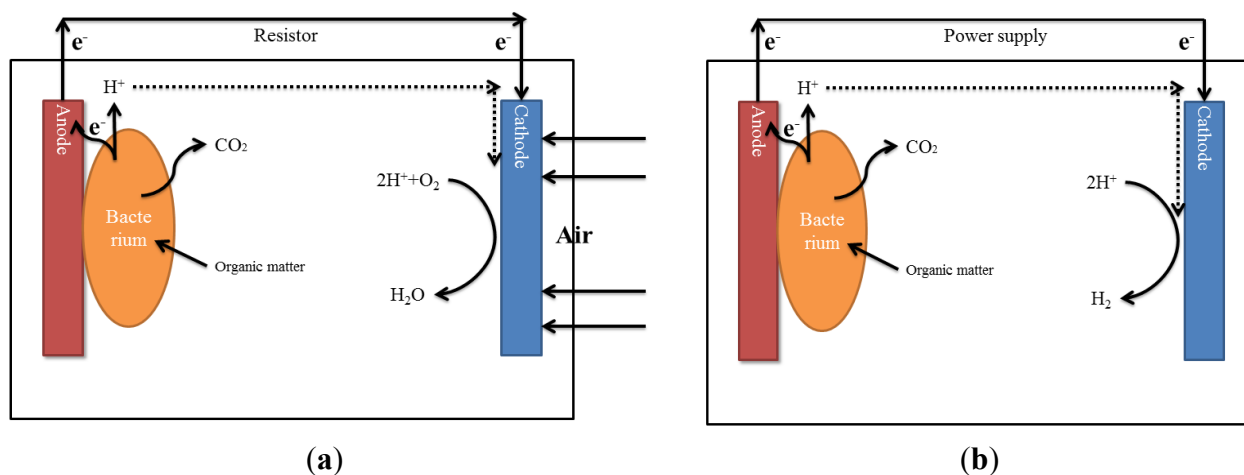 Resistor
e⁻
e⁻
H⁺
Anode
e⁻
CO₂
Cathode
2H⁺+O₂
Bacte
rium
Air
Organic matter
H₂O
(a)
Power supply
e⁻
e⁻
H⁺
Anode
e⁻
CO₂
Cathode
2H⁺
Bacte
rium
Organic matter
H₂
(b)